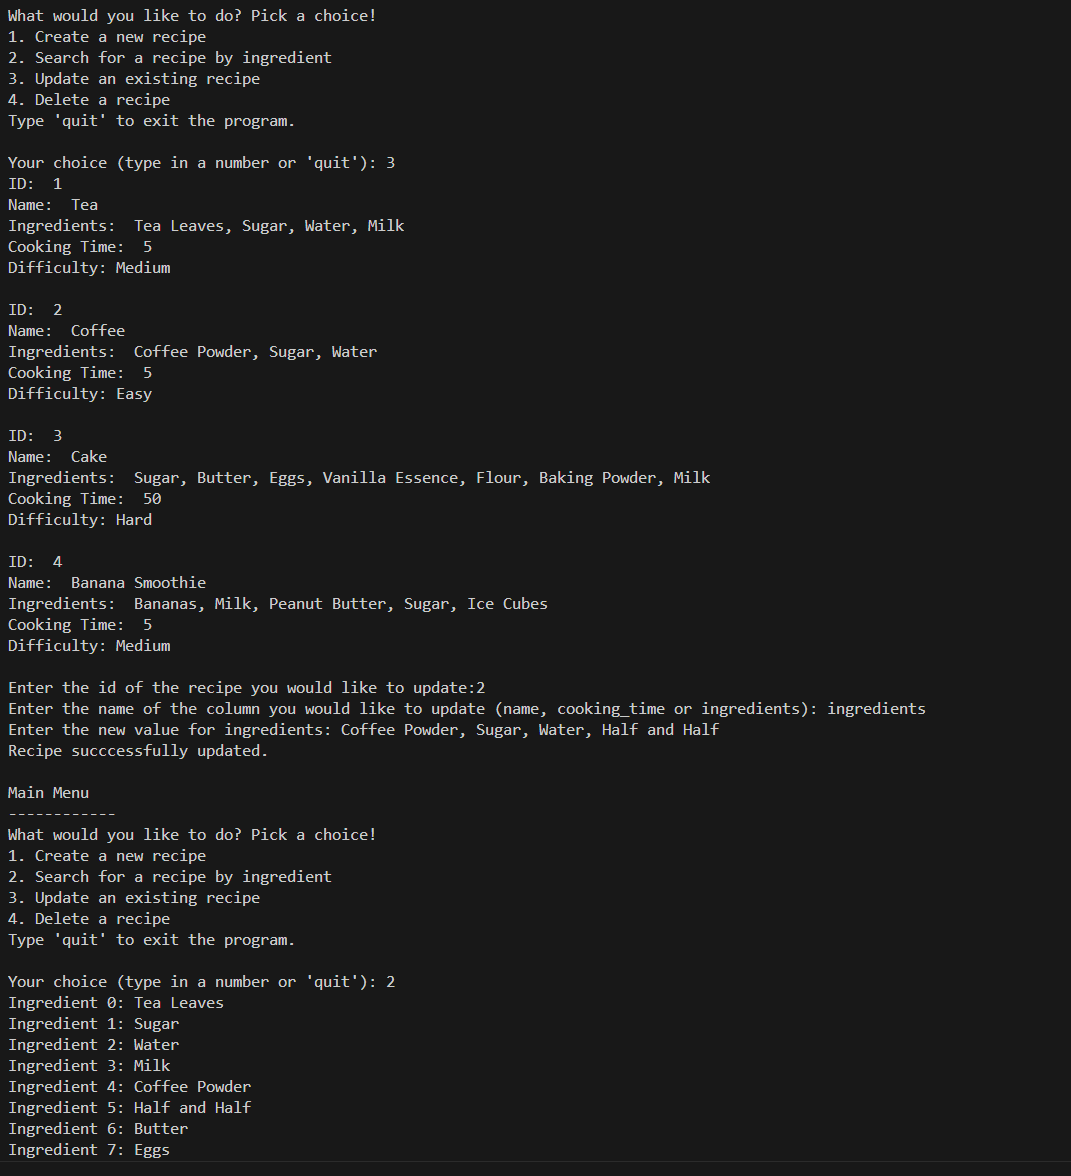 What would you like to do? Pick a choice!
1. Create a new recipe
2. Search for a recipe by ingredient
3. Update an existing recipe
4. Delete a recipe
Type 'quit' to exit the program.

Your choice (type in a number or 'quit'): 3
ID:  1
Name:  Tea
Ingredients:  Tea Leaves, Sugar, Water, Milk
Cooking Time:  5
Difficulty: Medium

ID:  2
Name:  Coffee
Ingredients:  Coffee Powder, Sugar, Water
Cooking Time:  5
Difficulty: Easy

ID:  3
Name:  Cake
Ingredients:  Sugar, Butter, Eggs, Vanilla Essence, Flour, Baking Powder, Milk
Cooking Time:  50
Difficulty: Hard

ID:  4
Name:  Banana Smoothie
Ingredients:  Bananas, Milk, Peanut Butter, Sugar, Ice Cubes
Cooking Time:  5
Difficulty: Medium

Enter the id of the recipe you would like to update:2
Enter the name of the column you would like to update (name, cooking_time or ingredients): ingredients
Enter the new value for ingredients: Coffee Powder, Sugar, Water, Half and Half
Recipe succcessfully updated.

Main Menu
------------
What would you like to do? Pick a choice!
1. Create a new recipe
2. Search for a recipe by ingredient
3. Update an existing recipe
4. Delete a recipe
Type 'quit' to exit the program.

Your choice (type in a number or 'quit'): 2
Ingredient 0: Tea Leaves
Ingredient 1: Sugar
Ingredient 2: Water
Ingredient 3: Milk
Ingredient 4: Coffee Powder
Ingredient 5: Half and Half
Ingredient 6: Butter
Ingredient 7: Eggs